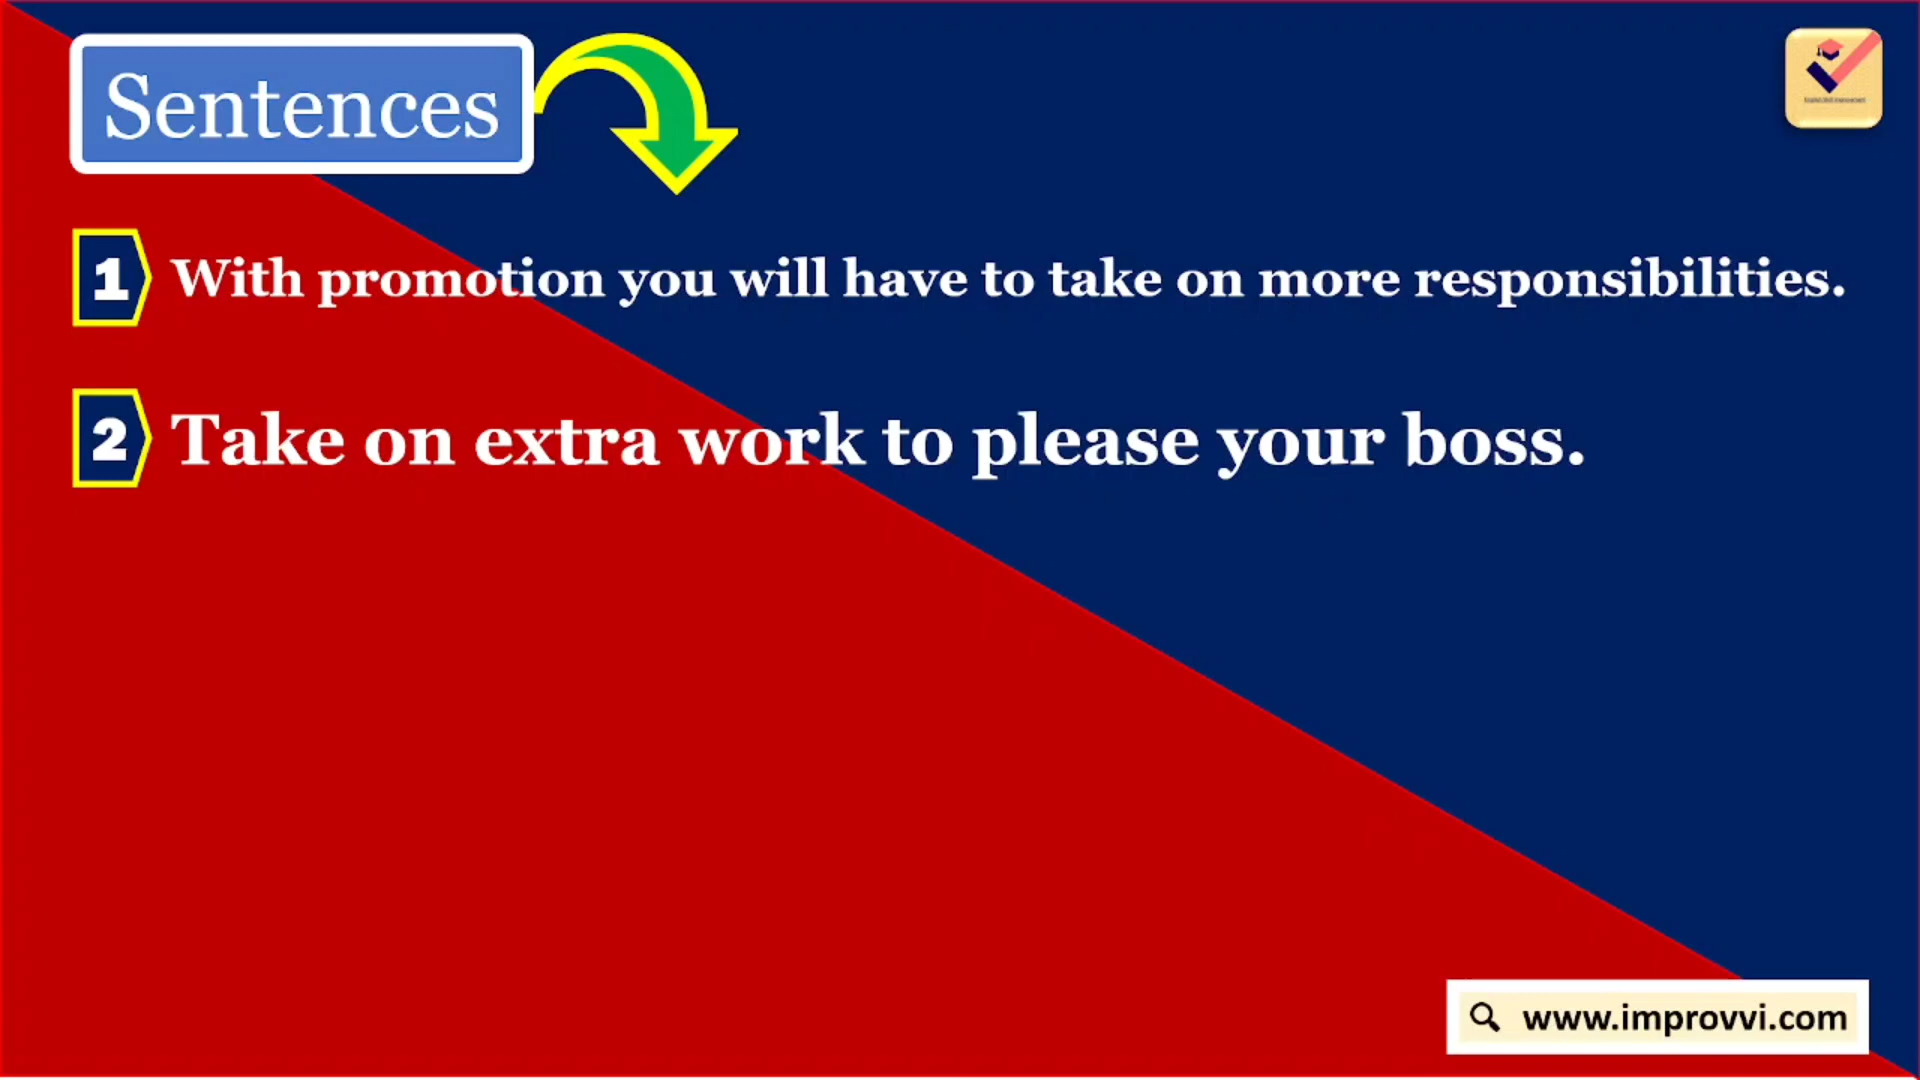 Sentences
1 With promotion you will have to take on more responsibilities.
2 Take on extra work to please your boss.
www.improvvi.com